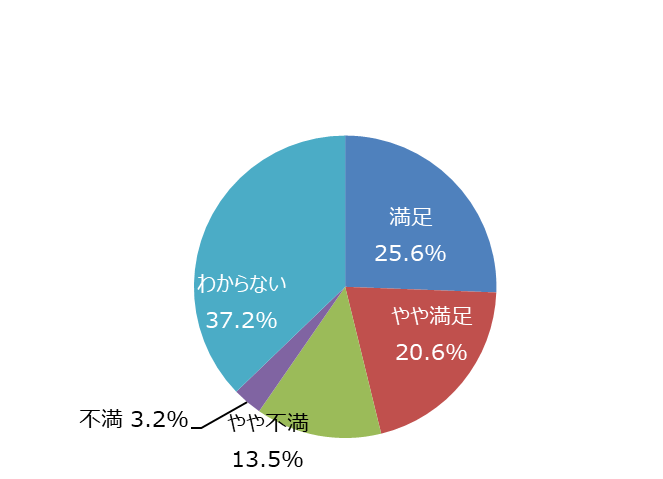 満足
25.6%
やや満足
20.6%
やや不満
13.5%
不満 3.2%
わからない
37.2%